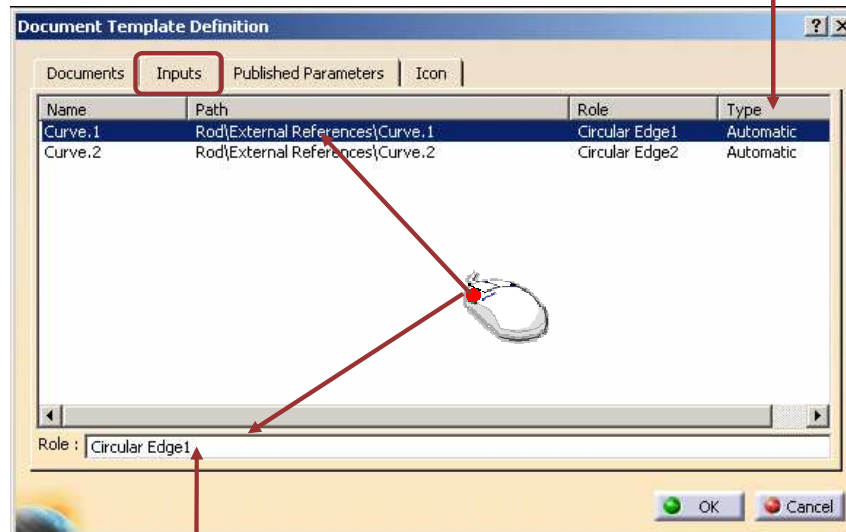 Document Template Definition
Documents Inputs Published Parameters Icon
Name Path Role Type
Curve.1 Rod\External References\Curve.1 Circular Edge1 Automatic
Curve.2 Rod\External References\Curve.2 Circular Edge2 Automatic
Role : Circular Edge1
OK Cancel